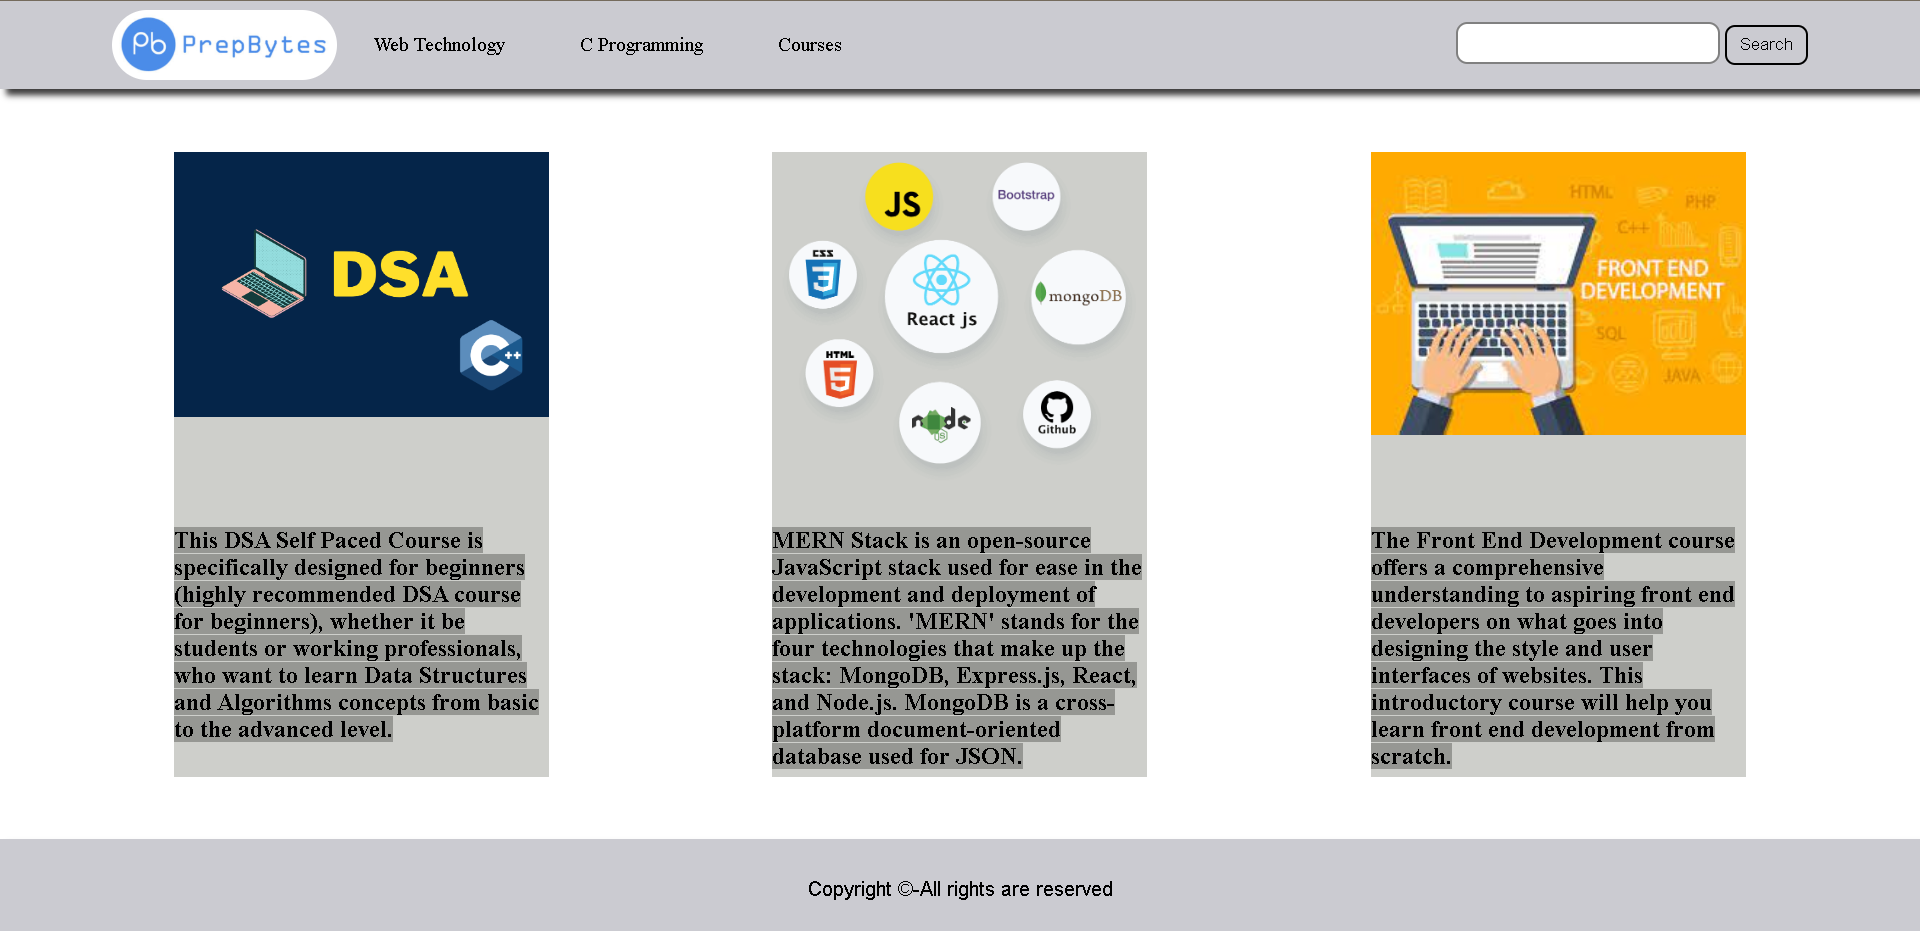 Pb PrepBytes
Web Technology
C Programming
Courses
Search
DSA
C++
JS
Bootstrap
CSS
3
React js
mongoDB
HTML
5
node
JS
Github
HTML
PHP
C++
FRONT END
DEVELOPMENT
SQL
JAVA
This DSA Self Paced Course is
specifically designed for beginners
(highly recommended DSA course
for beginners), whether it be
students or working professionals,
who want to learn Data Structures
and Algorithms concepts from basic
to the advanced level.
MERN Stack is an open-source
JavaScript stack used for ease in the
development and deployment of
applications. 'MERN' stands for the
four technologies that make up the
stack: MongoDB, Express.js, React,
and Node.js. MongoDB is a cross-
platform document-oriented
database used for JSON.
The Front End Development course
offers a comprehensive
understanding to aspiring front end
developers on what goes into
designing the style and user
interfaces of websites. This
introductory course will help you
learn front end development from
scratch.
Copyright ©-All rights are reserved